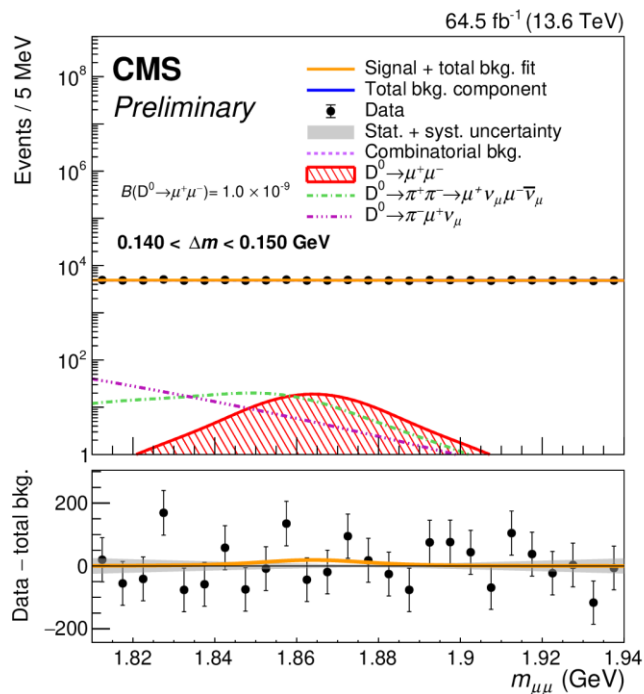 64.5 fb⁻¹ (13.6 TeV)
CMS
Preliminary
Signal + total bkg. fit
Total bkg. component
Data
Stat. + syst. uncertainty
Combinatorial bkg.
D⁰→μ⁺μ⁻
D⁰→π⁺π⁻→μ⁺ν_μμ⁻ν̅_μ
D⁰→π⁻μ⁺ν_μ
B(D⁰→μ⁺μ⁻)= 1.0 × 10⁻⁹
0.140 < Δm < 0.150 GeV
Events / 5 MeV
10⁸
10⁶
10⁴
10²
1
Data − total bkg.
200
0
−200
1.82 1.84 1.86 1.88 1.9 1.92 1.94
m_μμ (GeV)